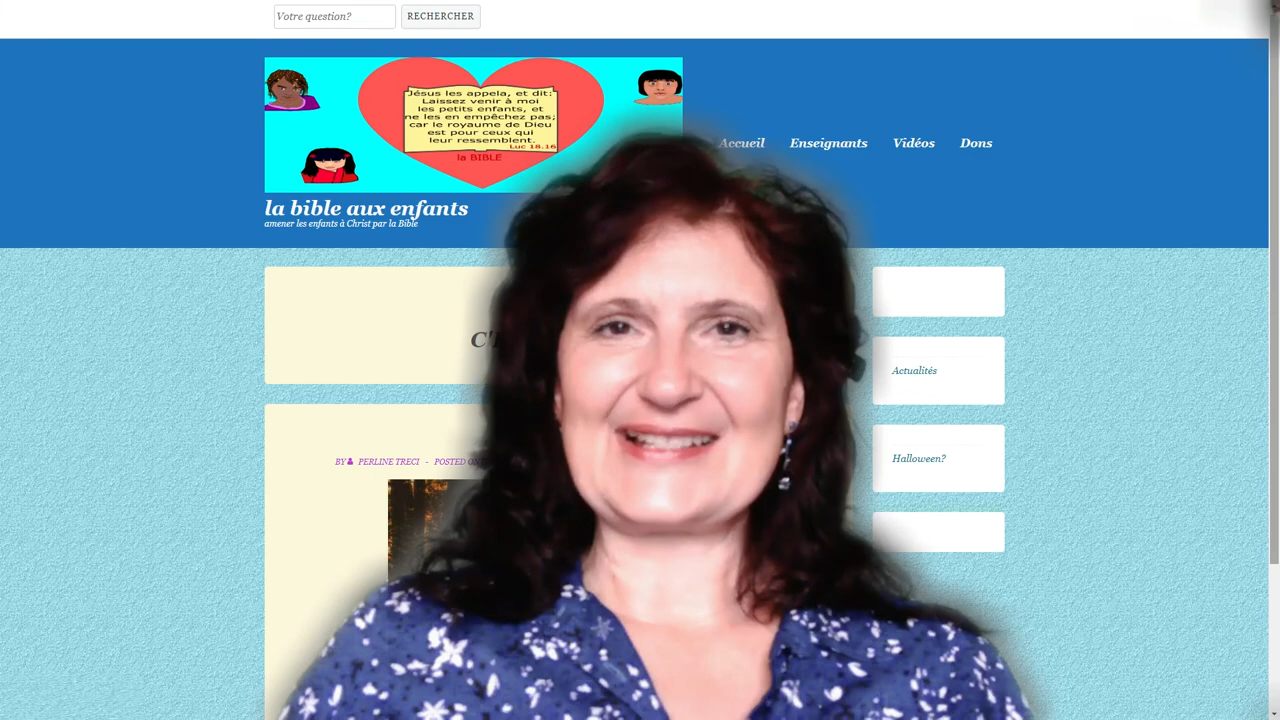 Votre question?
RECHERCHER
Jésus les appela, et dit:
Laissez venir à moi
les petits enfants, et
ne les en empêchez pas;
car le royaume de Dieu
est pour ceux qui
leur ressemblent.
Luc 18.16
la BIBLE
Accueil
Enseignants
Vidéos
Dons
la bible aux enfants
amener les enfants à Christ par la Bible
BY PERLINE TRECI - POSTED
Actualités
Halloween?